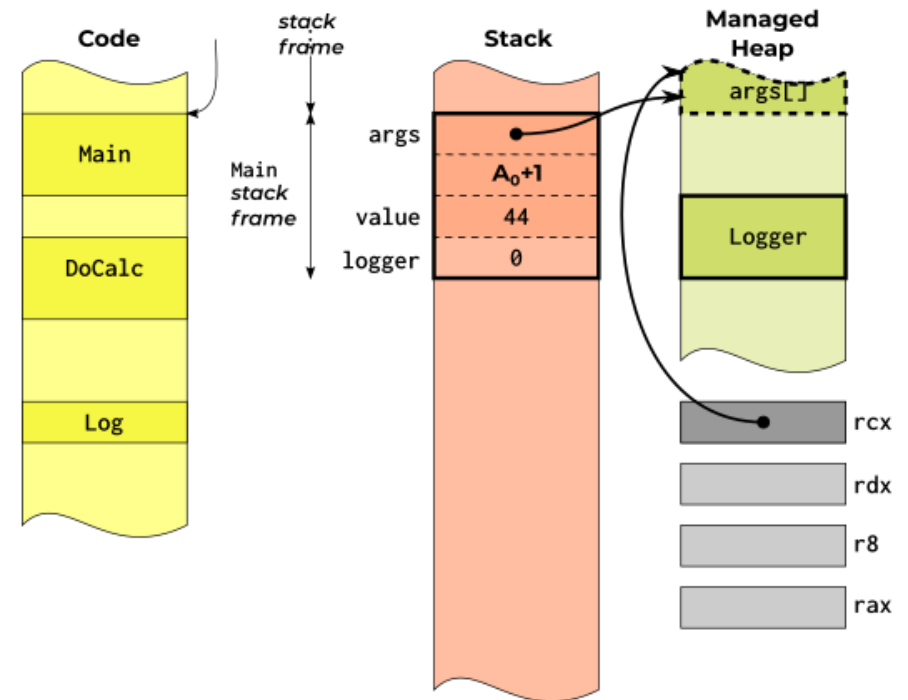 Code
stack
frame
Stack
Managed
Heap
args[]
args
Main
Main
stack
frame
A₀+1
value
44
Logger
logger
0
DoCalc
Log
rcx
rdx
r8
rax